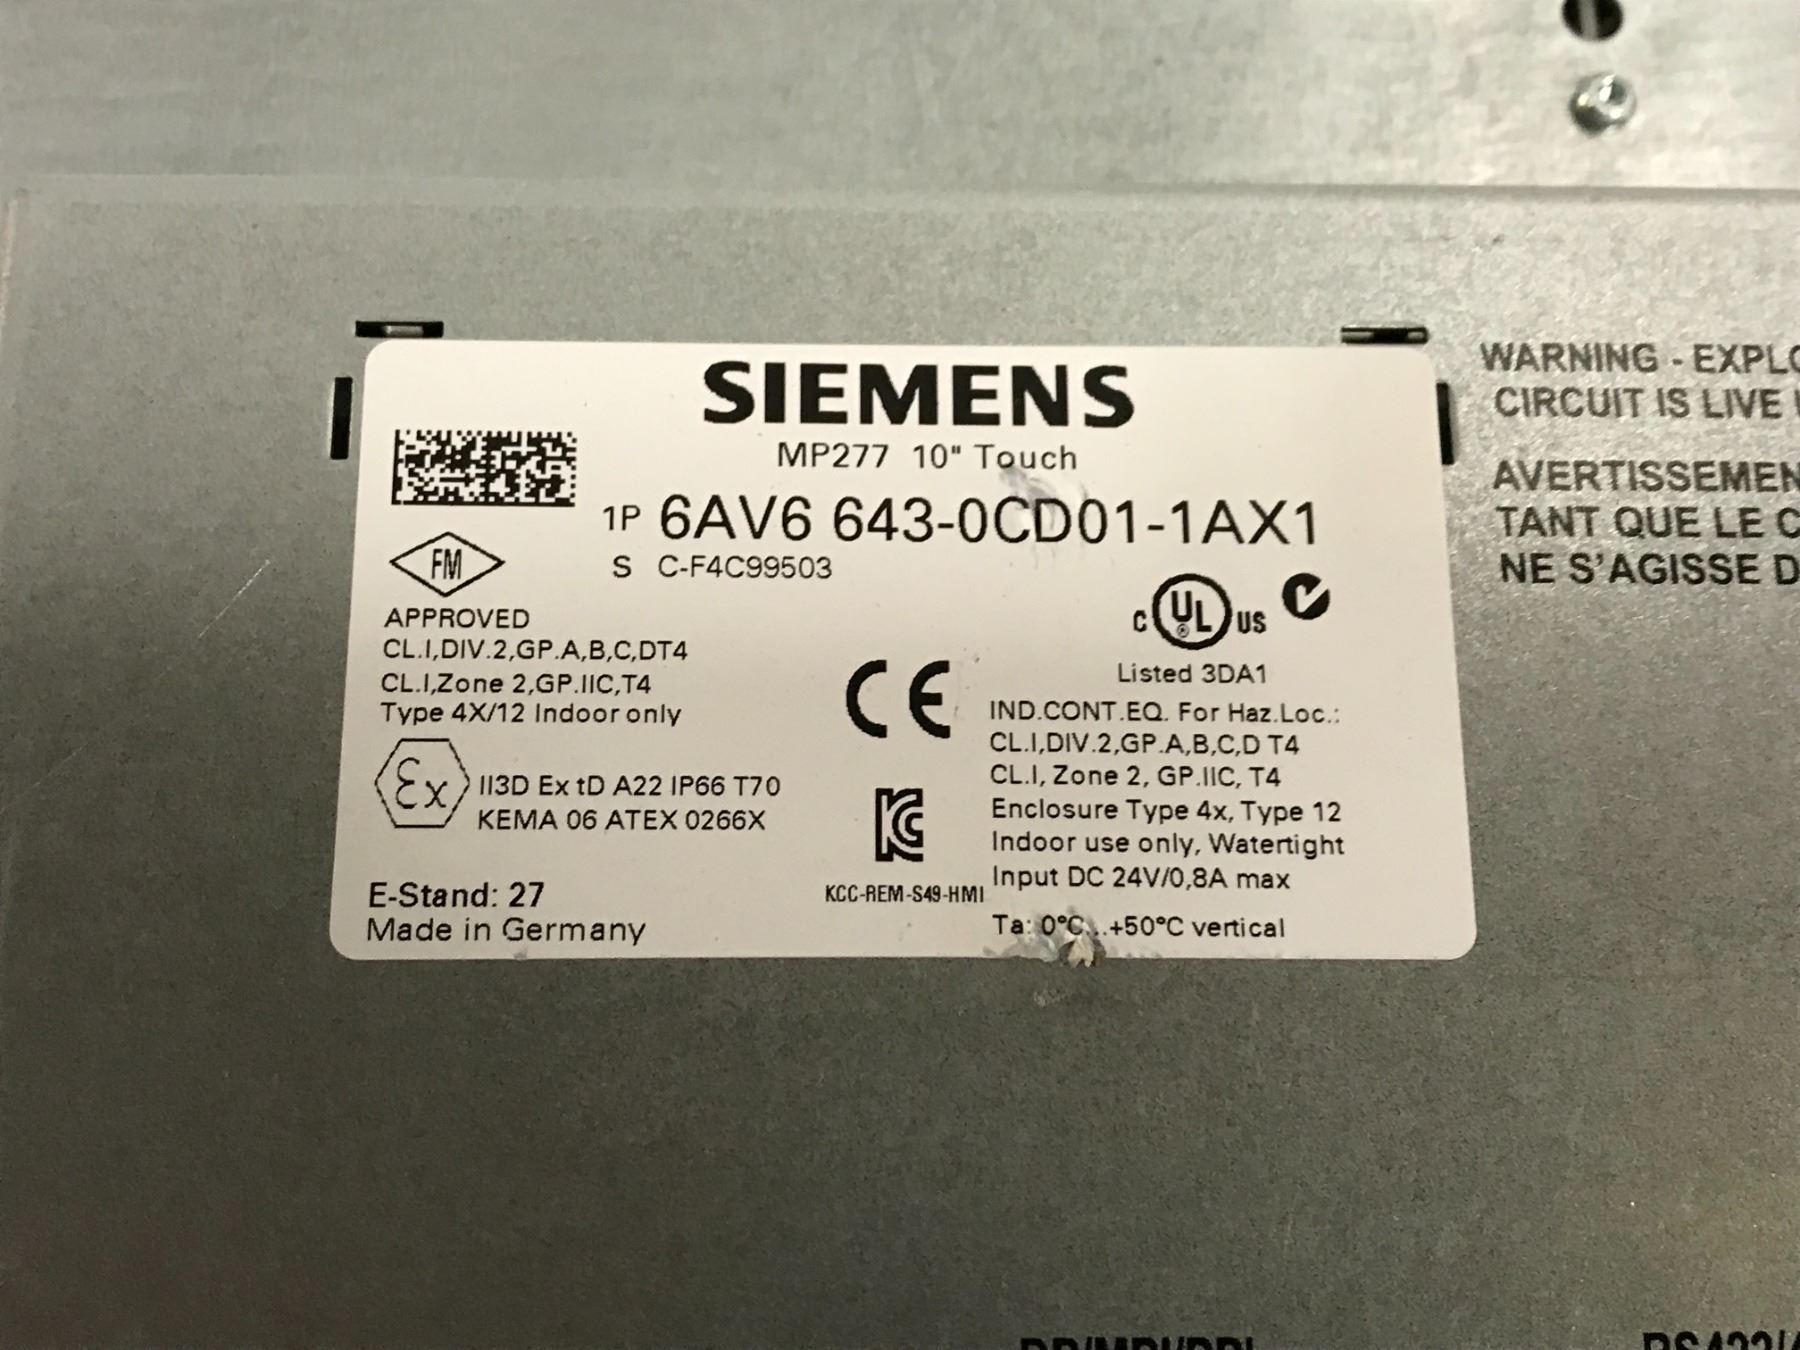 SIEMENS
MP277 10" Touch
1P 6AV6 643-0CD01-1AX1
S C-F4C99503
FM
APPROVED
CL.I,DIV.2,GP.A,B,C,DT4
CL.I,Zone 2,GP.IIC,T4
Type 4X/12 Indoor only
Ex
II3D Ex tD A22 IP66 T70
KEMA 06 ATEX 0266X
E-Stand: 27
Made in Germany
CE
KC
KCC-REM-S49-HMI
C UL ® US
Listed 3DA1
IND.CONT.EQ. For Haz.Loc.:
CL.I,DIV.2,GP.A,B,C,D T4
CL.I, Zone 2, GP.IIC, T4
Enclosure Type 4x, Type 12
Indoor use only, Watertight
Input DC 24V/0,8A max
Ta: 0°C...+50°C vertical
WARNING - EXPLO
CIRCUIT IS LIVE
AVERTISSEMEN
TANT QUE LE C
NE S'AGISSE D